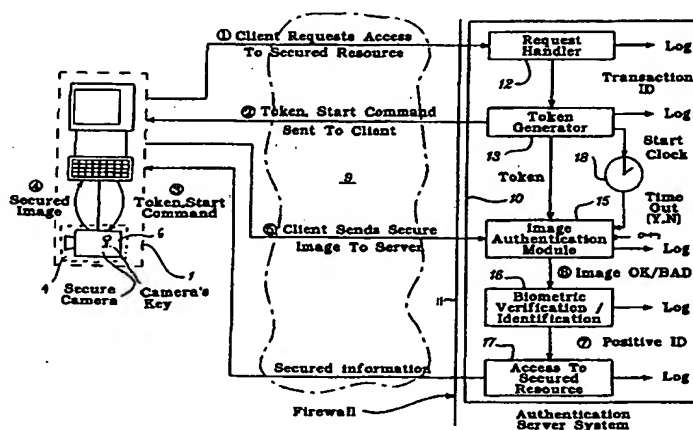 ① Client Requests Access
To Secured Resource
Request
Handler
Log
12
Transaction
ID
② Token, Start Command
Sent To Client
Token
Generator
Log
13
Start
Clock
18
Token
④
Secured
Image
③
Token,Start
Command
9
10
15
Time
Out
(Y,N)
⑤ Client Sends Secure
Image To Server
Image
Authentication
Module
Log
6
4
1
Secure
Camera
Camera's
Key
11
⑥ Image OK/BAD
16
Biometric
Verification /
Identification
Log
17
⑦ Positive ID
Secured information
Access To
Secured
Resource
Log
Firewall
Authentication
Server System